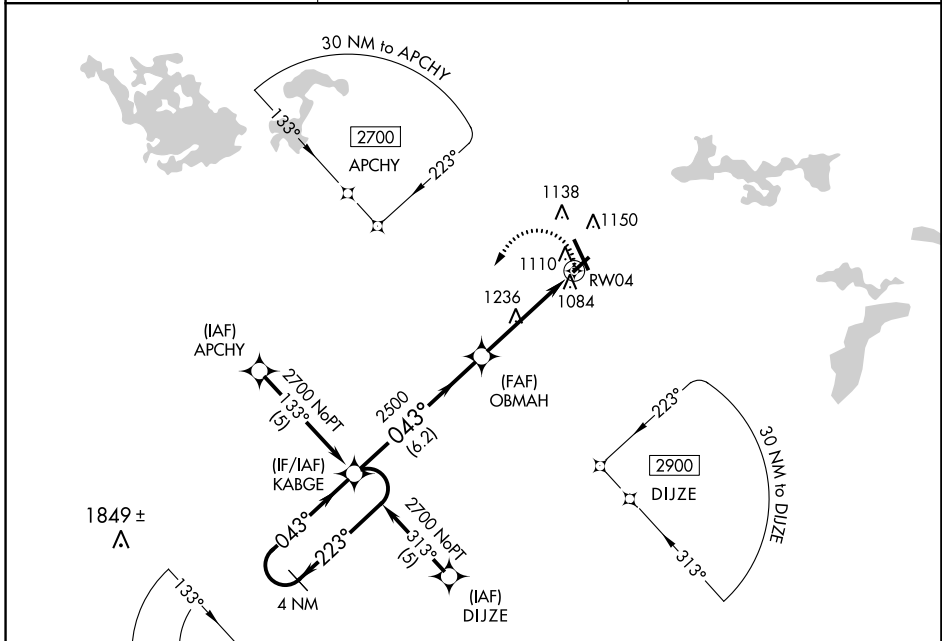 30 NM to APCHY
133°
2700
APCHY
223°
1138
1150
1110
RW04
1084
1236
(IAF)
APCHY
2700 NoPT
133°
(5)
(FAF)
OBMAH
2500
043°
(6.2)
(IF/IAF)
KABGE
223°
30 NM to DIJZE
2900
DIJZE
313°
1849 ±
043°
223°
2700 NoPT
313°
(5)
4 NM
(IAF)
DIJZE
133°